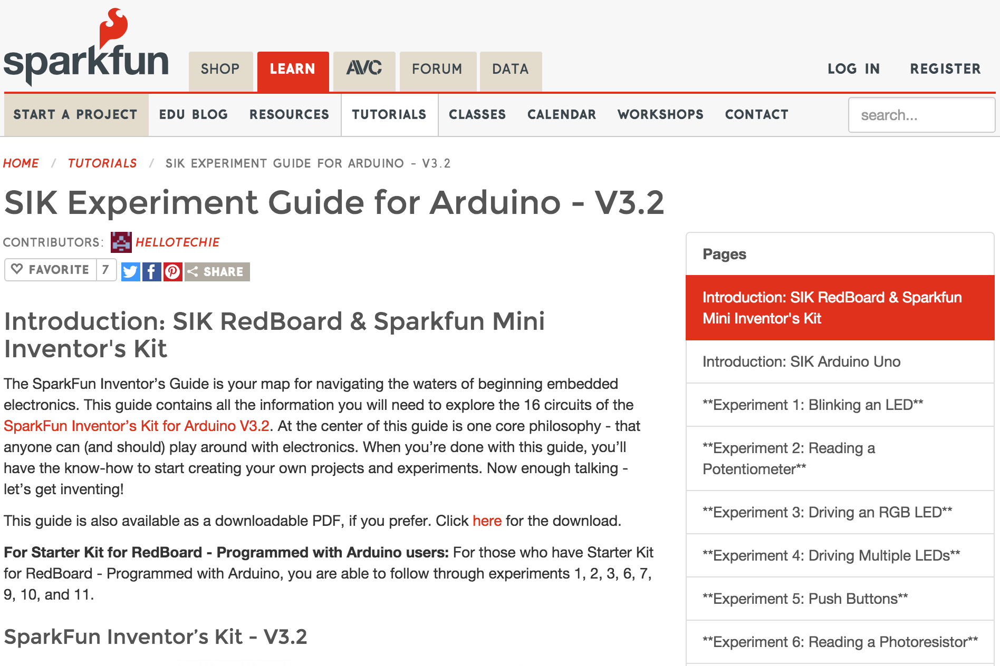 sparkfun
SHOP
LEARN
AVC
FORUM
DATA
LOG IN
REGISTER
START A PROJECT
EDU BLOG
RESOURCES
TUTORIALS
CLASSES
CALENDAR
WORKSHOPS
CONTACT
search...
HOME / TUTORIALS / SIK EXPERIMENT GUIDE FOR ARDUINO - V3.2
SIK Experiment Guide for Arduino - V3.2
CONTRIBUTORS: HELLOTECHIE
FAVORITE 7
SHARE
Introduction: SIK RedBoard & Sparkfun Mini
Inventor's Kit
The SparkFun Inventor’s Guide is your map for navigating the waters of beginning embedded
electronics. This guide contains all the information you will need to explore the 16 circuits of the
SparkFun Inventor’s Kit for Arduino V3.2. At the center of this guide is one core philosophy - that
anyone can (and should) play around with electronics. When you’re done with this guide, you’ll
have the know-how to start creating your own projects and experiments. Now enough talking -
let’s get inventing!
This guide is also available as a downloadable PDF, if you prefer. Click here for the download.
For Starter Kit for RedBoard - Programmed with Arduino users: For those who have Starter Kit
for RedBoard - Programmed with Arduino, you are able to follow through experiments 1, 2, 3, 6, 7,
9, 10, and 11.
SparkFun Inventor’s Kit - V3.2
Pages
Introduction: SIK RedBoard & Sparkfun
Mini Inventor's Kit
Introduction: SIK Arduino Uno
**Experiment 1: Blinking an LED**
**Experiment 2: Reading a
Potentiometer**
**Experiment 3: Driving an RGB LED**
**Experiment 4: Driving Multiple LEDs**
**Experiment 5: Push Buttons**
**Experiment 6: Reading a Photoresistor**